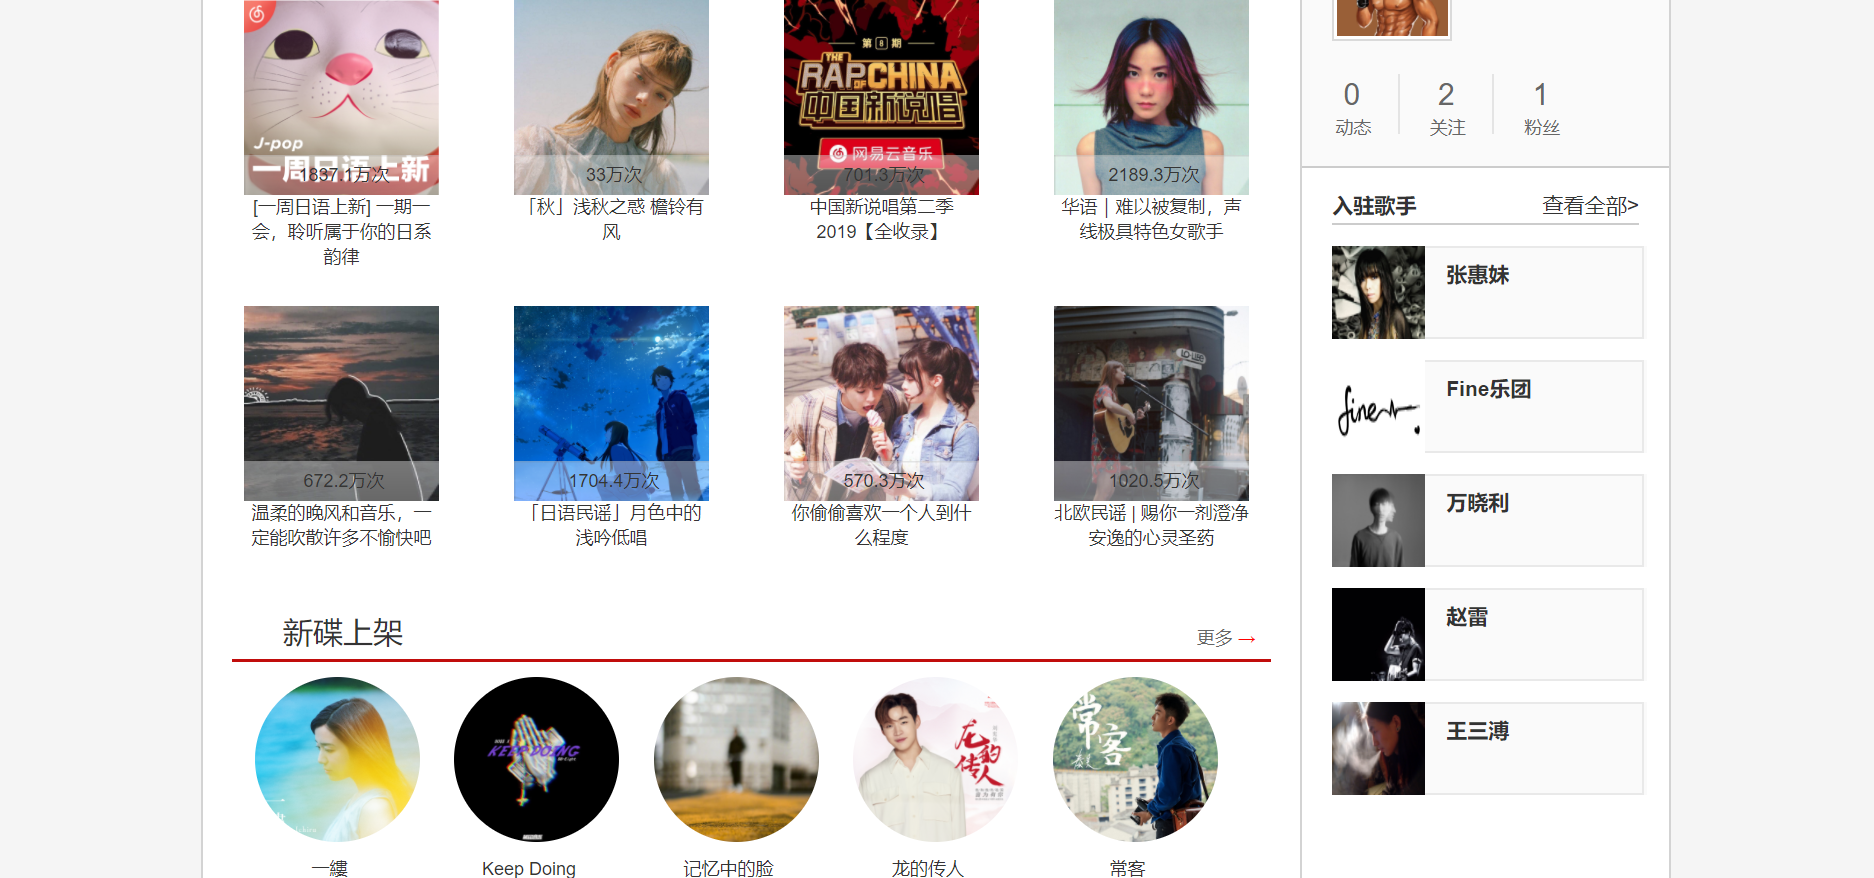 第 8 期
THE
RAP OF CHINA
中国新说唱
网易云音乐
J-pop
一周日语上新
1837.1万次
33万次
701.3万次
2189.3万次
[一周日语上新] 一期一
会，聆听属于你的日系
韵律
「秋」浅秋之惑 檐铃有
风
中国新说唱第二季
2019【全收录】
华语 | 难以被复制，声
线极具特色女歌手
672.2万次
1704.4万次
570.3万次
1020.5万次
温柔的晚风和音乐，一
定能吹散许多不愉快吧
「日语民谣」月色中的
浅吟低唱
你偷偷喜欢一个人到什
么程度
北欧民谣 | 赐你一剂澄净
安逸的心灵圣药
新碟上架
更多 →
KEEP DOING
龙的传人
常客
一縷
Keep Doing
记忆中的脸
龙的传人
常客
0
2
1
动态
关注
粉丝
入驻歌手
查看全部>
张惠妹
fine
Fine乐团
万晓利
赵雷
王三溥